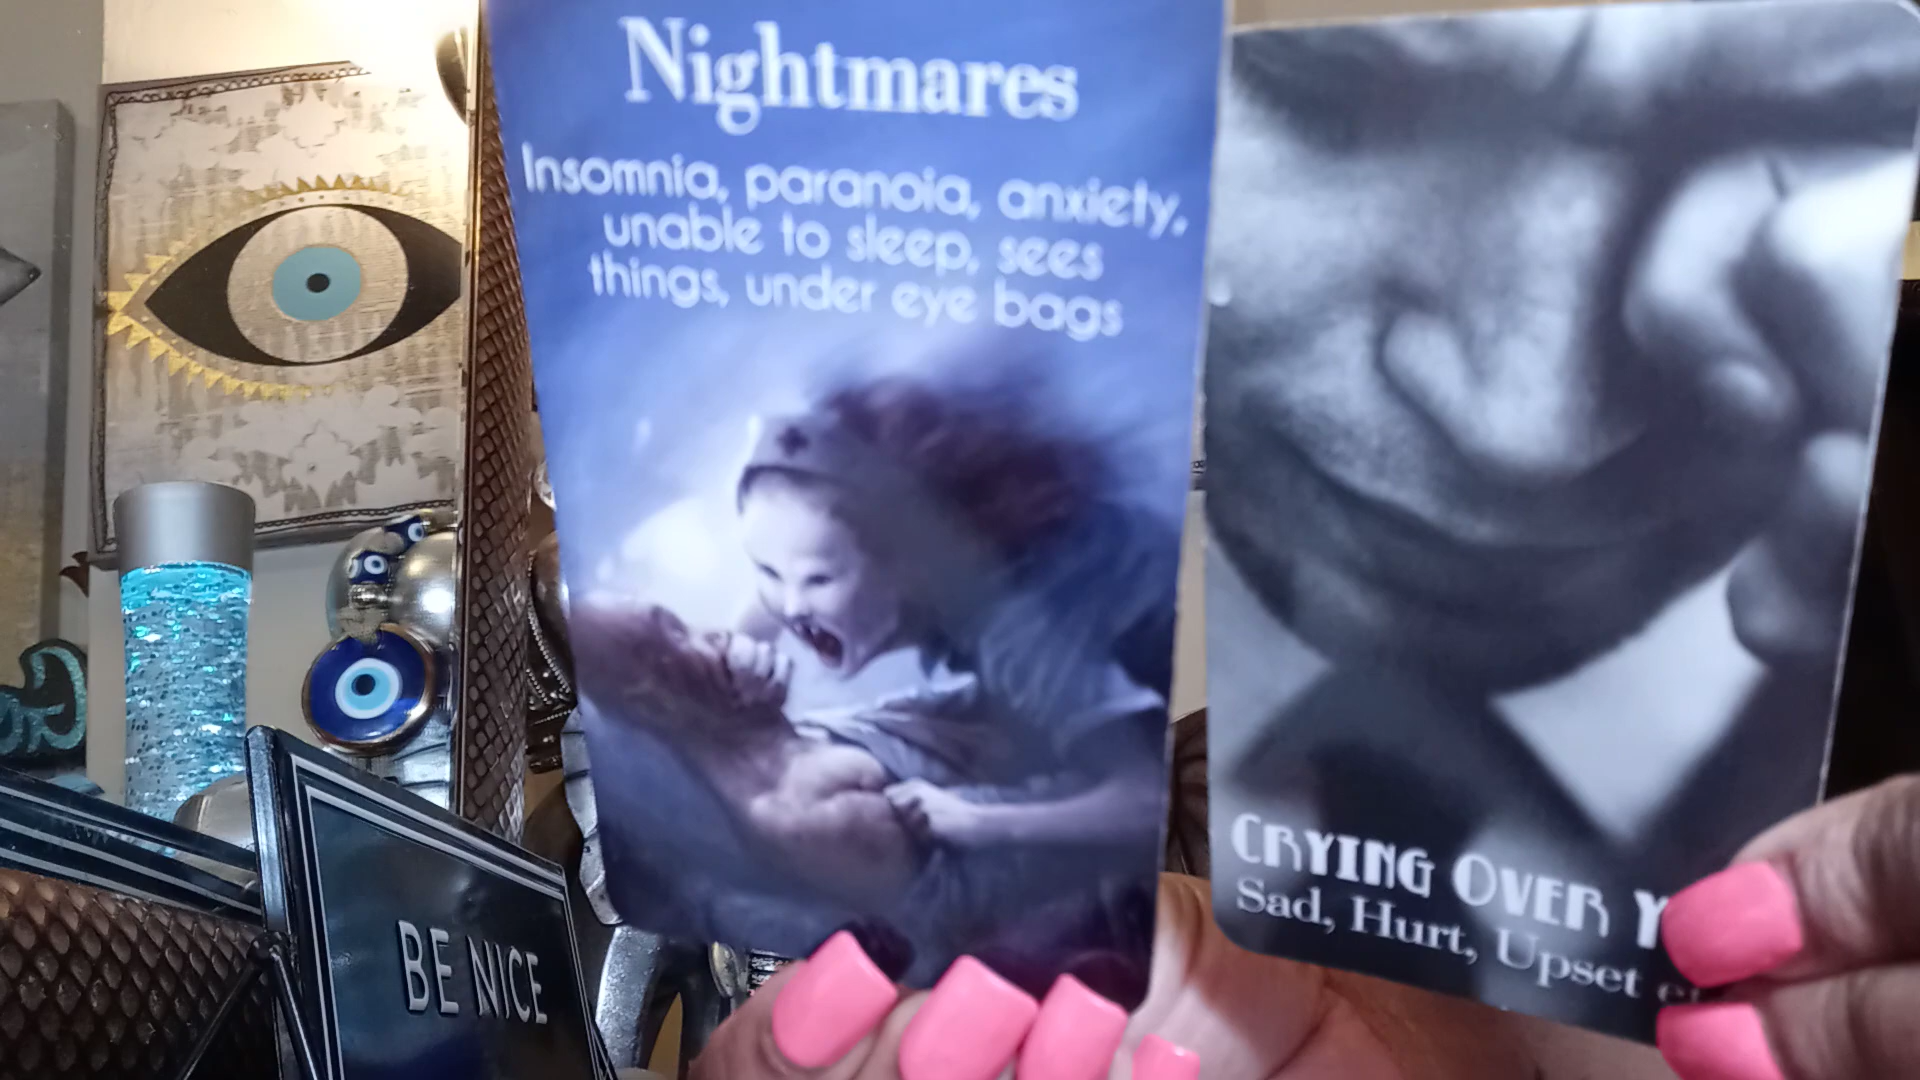 Nightmares
Insomnia, paranoia, anxiety,
unable to sleep, sees
things, under eye bags
CRYING OVER
Sad, Hurt, Upset
BE NICE